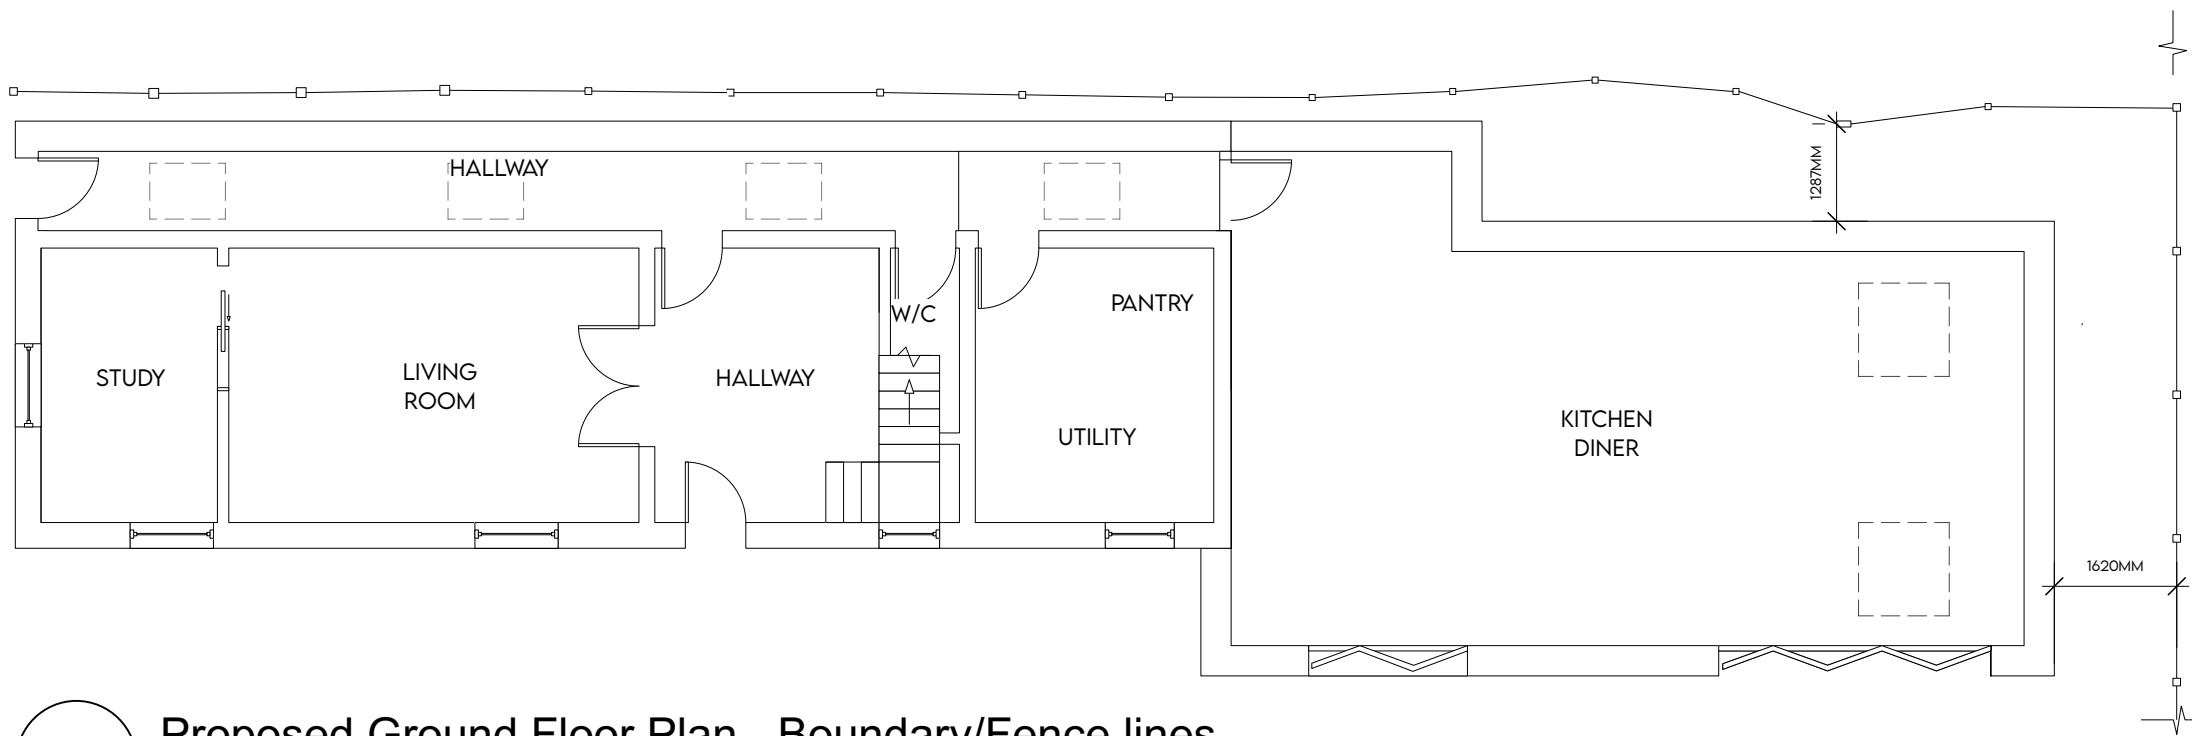 HALLWAY
1287MM
PANTRY
W/C
STUDY
LIVING
ROOM
HALLWAY
KITCHEN
DINER
UTILITY
1620MM
Proposed Ground Floor Plan - Boundary/Fence lines